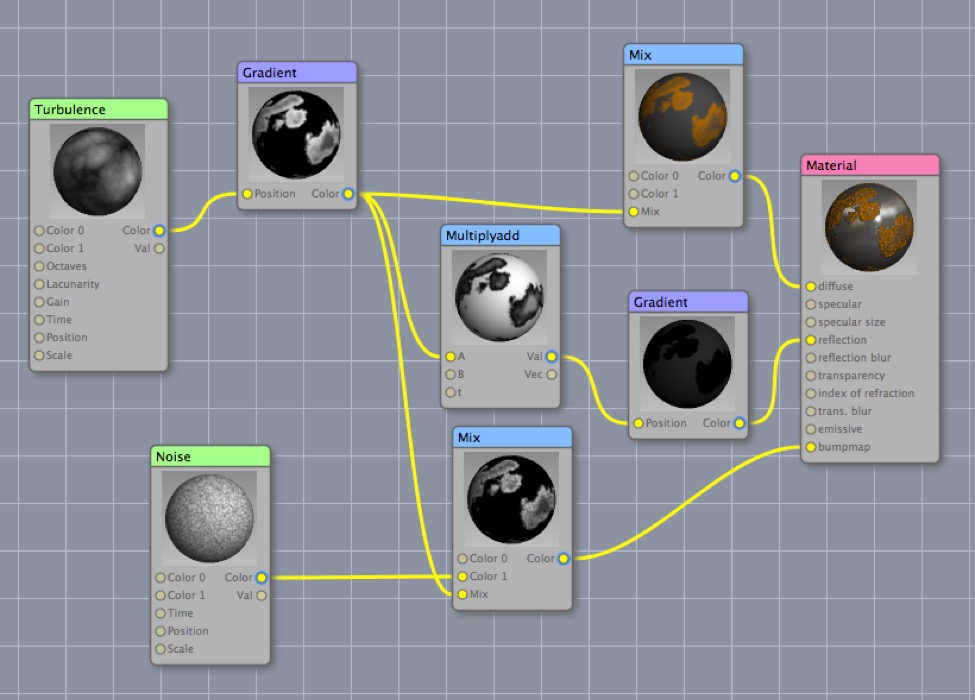 Turbulence
Color 0 Color
Color 1 Val
Octaves
Lacunarity
Gain
Time
Position
Scale
Gradient
Position Color
Mix
Color 0 Color
Color 1
Mix
Material
diffuse
specular
specular size
reflection
reflection blur
transparency
index of refraction
trans. blur
emissive
bumpmap
Multiplyadd
A Val
B Vec
t
Gradient
Position Color
Noise
Color 0 Color
Color 1 Val
Time
Position
Scale
Mix
Color 0 Color
Color 1
Mix